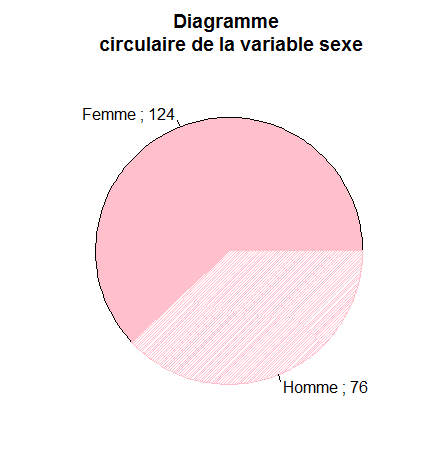 Diagramme
circulaire de la variable sexe
Femme ; 124
Homme ; 76